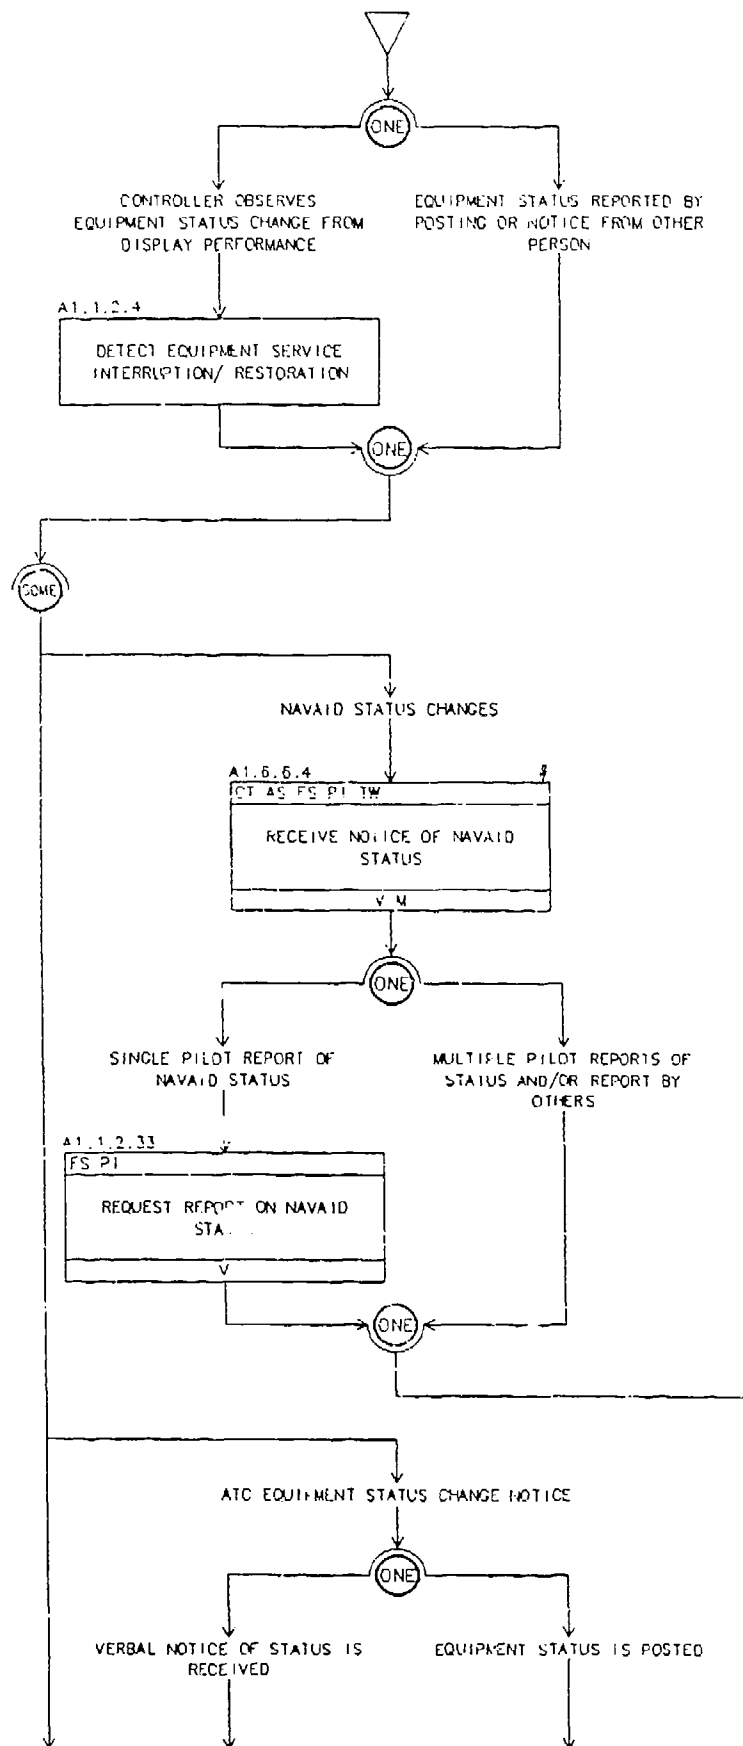 ONE
CONTROLLER OBSERVES
EQUIPMENT STATUS CHANGE FROM
DISPLAY PERFORMANCE
EQUIPMENT STATUS REPORTED BY
POSTING OR NOTICE FROM OTHER
PERSON
A1.1.2.4
DETECT EQUIPMENT SERVICE
INTERRUPTION/ RESTORATION
ONE
SOME
NAVAID STATUS CHANGES
A1.6.6.4
CT AS FS PI TW
RECEIVE NOTICE OF NAVAID
STATUS
V M
ONE
SINGLE PILOT REPORT OF
NAVAID STATUS
MULTIPLE PILOT REPORTS OF
STATUS AND/OR REPORT BY
OTHERS
A1.1.2.33
FS PI
REQUEST REPORT ON NAVAID
V
ONE
ATC EQUIPMENT STATUS CHANGE NOTICE
ONE
VERBAL NOTICE OF STATUS IS
RECEIVED
EQUIPMENT STATUS IS POSTED